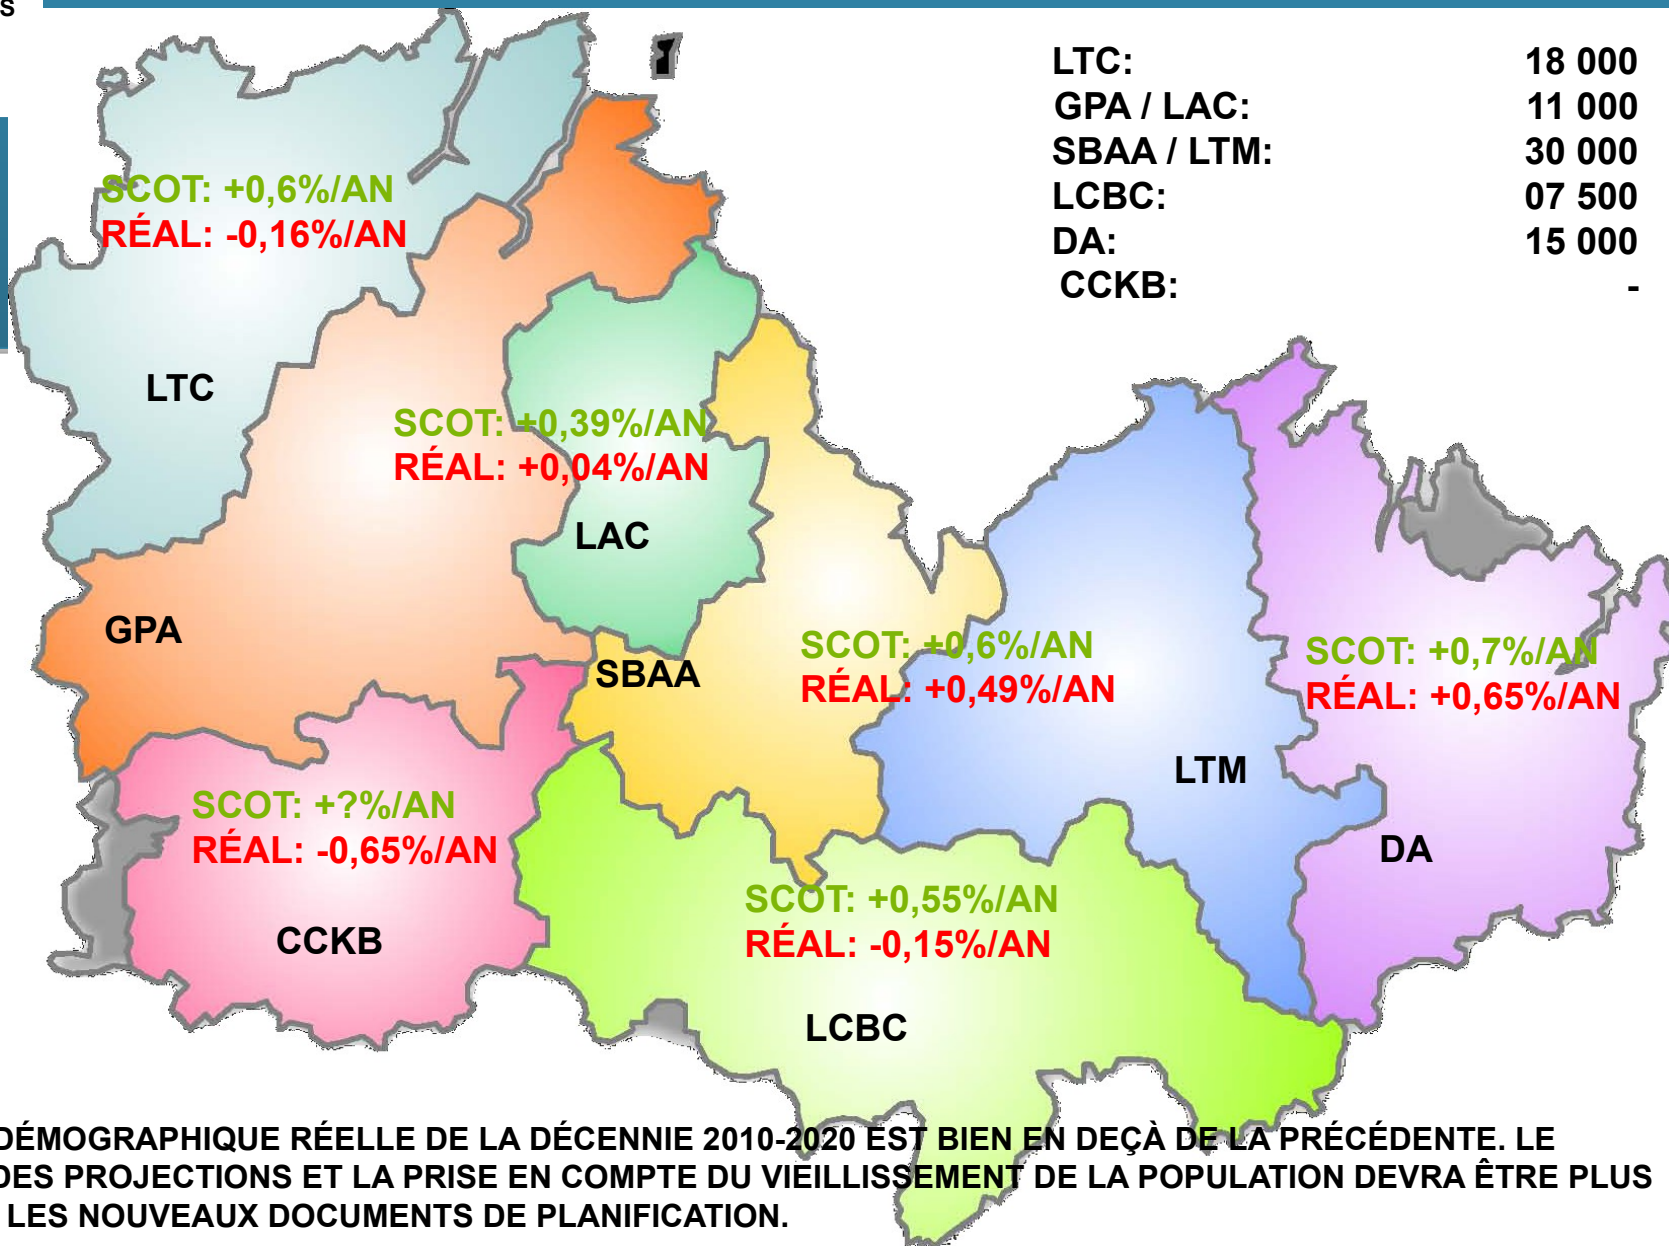 S
LTC: 18 000
GPA / LAC: 11 000
SBAA / LTM: 30 000
LCBC: 07 500
DA: 15 000
CCKB: -
SCOT: +0,6%/AN
RÉAL: -0,16%/AN
LTC
SCOT: +0,39%/AN
RÉAL: +0,04%/AN
LAC
GPA
SBAA
SCOT: +0,6%/AN
RÉAL: +0,49%/AN
SCOT: +0,7%/AN
RÉAL: +0,65%/AN
LTM
DA
SCOT: +?%/AN
RÉAL: -0,65%/AN
CCKB
SCOT: +0,55%/AN
RÉAL: -0,15%/AN
LCBC
DÉMOGRAPHIQUE RÉELLE DE LA DÉCENNIE 2010-2020 EST BIEN EN DEÇÀ DE LA PRÉCÉDENTE. LE
DES PROJECTIONS ET LA PRISE EN COMPTE DU VIEILLISSEMENT DE LA POPULATION DEVRA ÊTRE PLUS
LES NOUVEAUX DOCUMENTS DE PLANIFICATION.